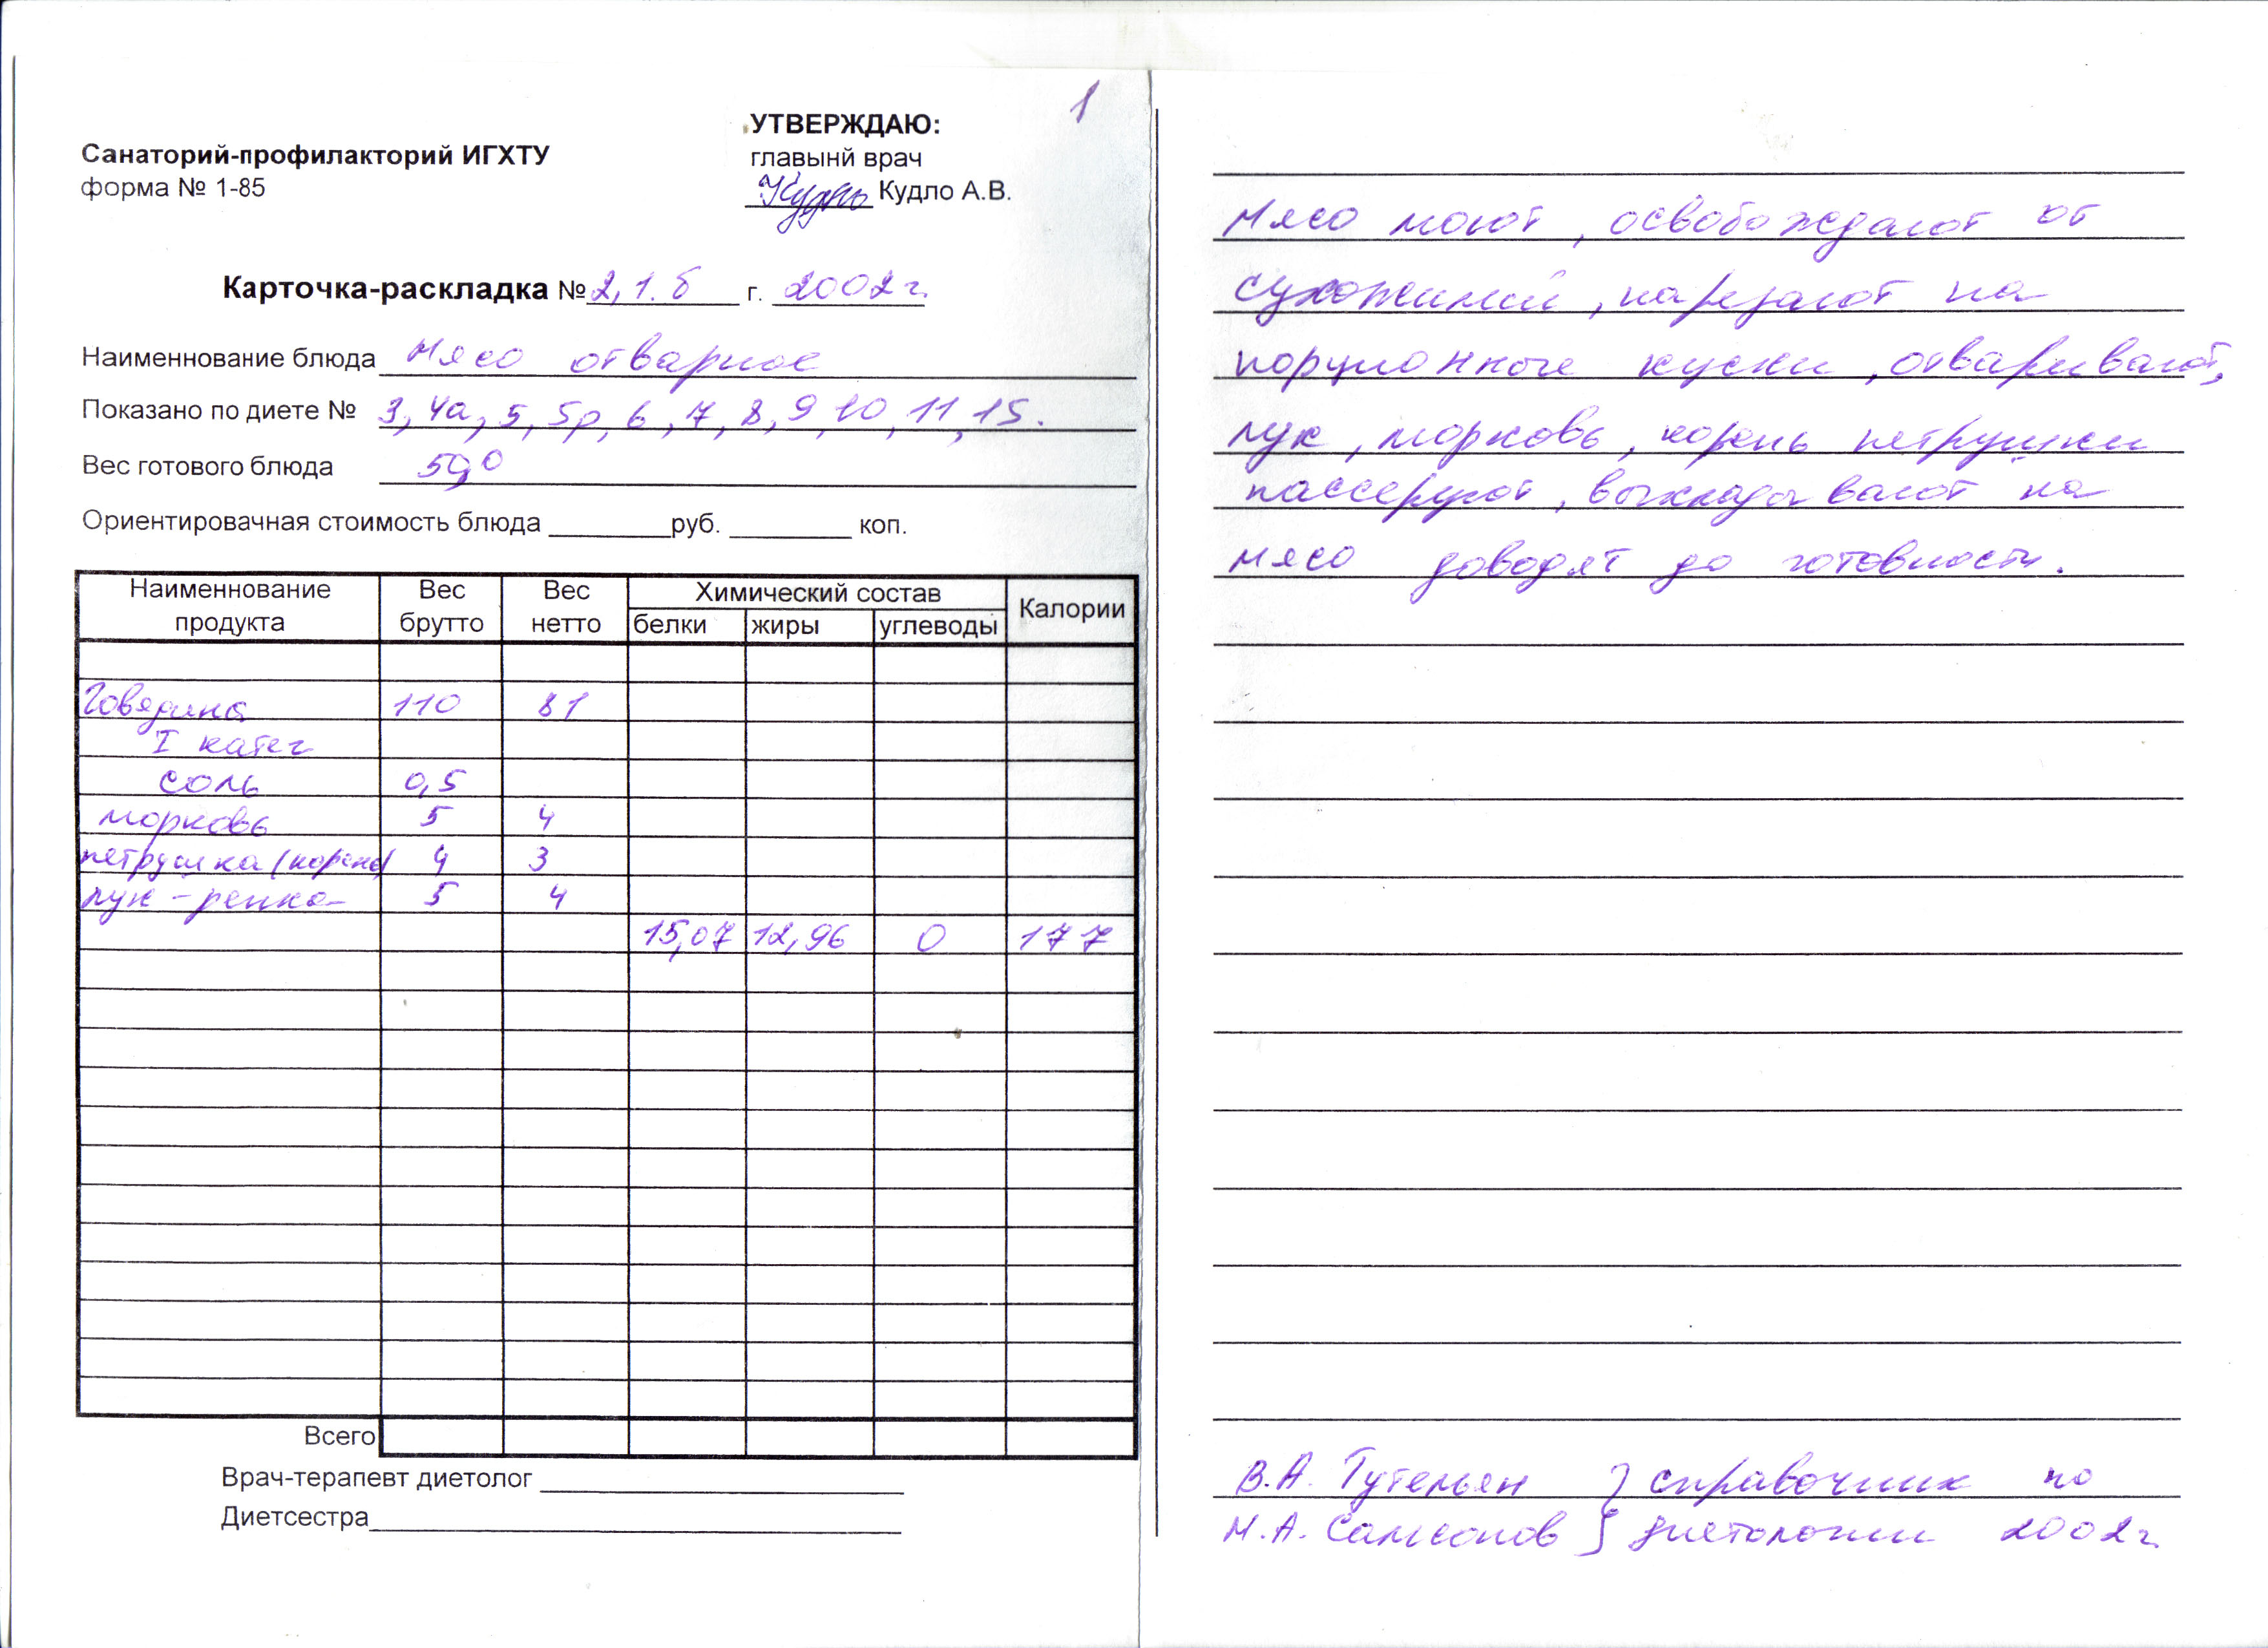 1
УТВЕРЖДАЮ:
Санаторий-профилакторий ИГХТУ
главынй врач
форма № 1-85
Кудло А.В.
Карточка-раскладка № 2,1.б г. 2002г.
Наименнование блюда мясо отварное
Показано по диете № 3, 4а, 5, 5р, 6, 7, 8, 9, 10, 11, 15.
Вес готового блюда 50,0
Ориентировачная стоимость блюда ________руб. ________ коп.
Наименнование продукта Вес брутто Вес нетто Химический состав Калории
белки жиры углеводы
Говядина 110 81
I катег
соль 0,5
морковь 5 4
петрушка (корень) 4 3
лук-репка 5 4
15,07 12,96 0 177
Всего
Врач-терапевт диетолог
Диетсестра
мясо моют, освобождают от
сухожилий, нарезают на
порционные куски, отваривают,
лук, морковь, корень петрушки
пассеруют, выкладывают на
мясо доводят до готовности.
В.А. Тутельян } справочник по
М.А. Самсонов } диетологии 2002г.